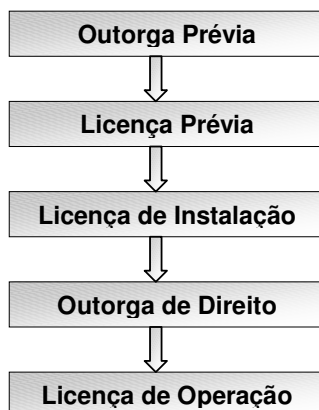 Outorga Prévia
Licença Prévia
Licença de Instalação
Outorga de Direito
Licença de Operação